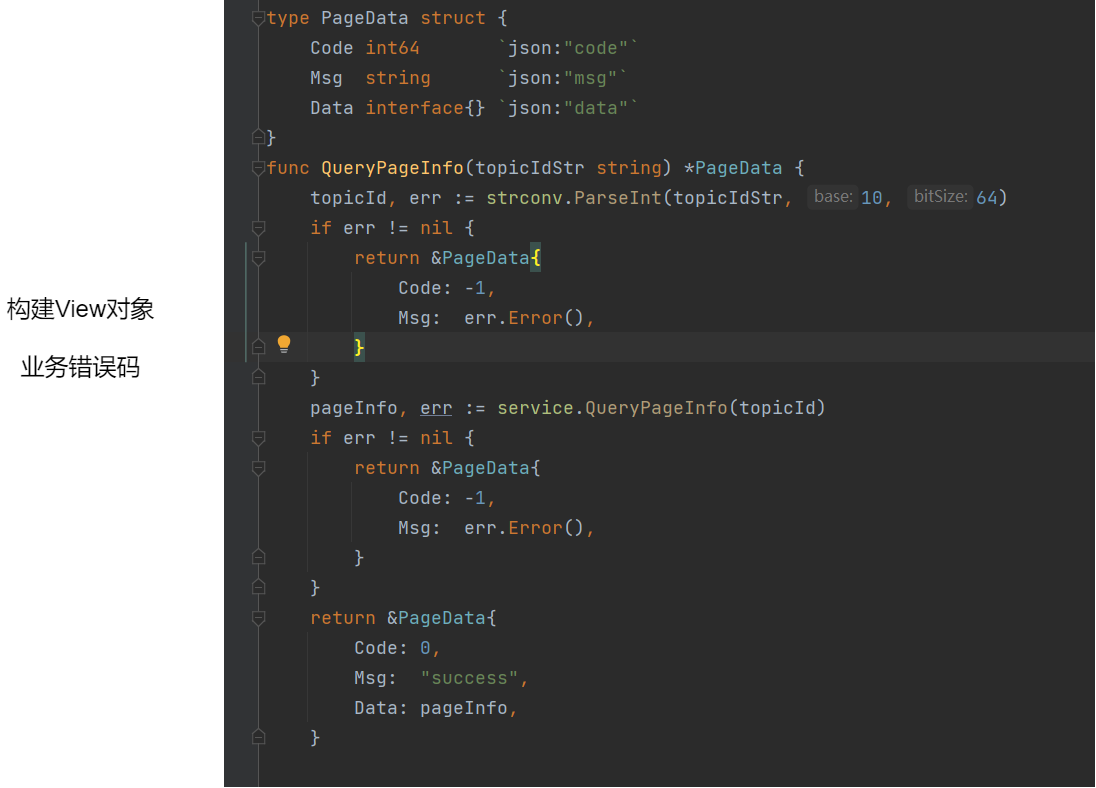 构建View对象
业务错误码
type PageData struct {
    Code int64       `json:"code"`
    Msg  string      `json:"msg"`
    Data interface{} `json:"data"`
}
func QueryPageInfo(topicIdStr string) *PageData {
    topicId, err := strconv.ParseInt(topicIdStr, base: 10, bitSize: 64)
    if err != nil {
        return &PageData{
            Code: -1,
            Msg:  err.Error(),
        }
    }
    pageInfo, err := service.QueryPageInfo(topicId)
    if err != nil {
        return &PageData{
            Code: -1,
            Msg:  err.Error(),
        }
    }
    return &PageData{
        Code: 0,
        Msg:  "success",
        Data: pageInfo,
    }